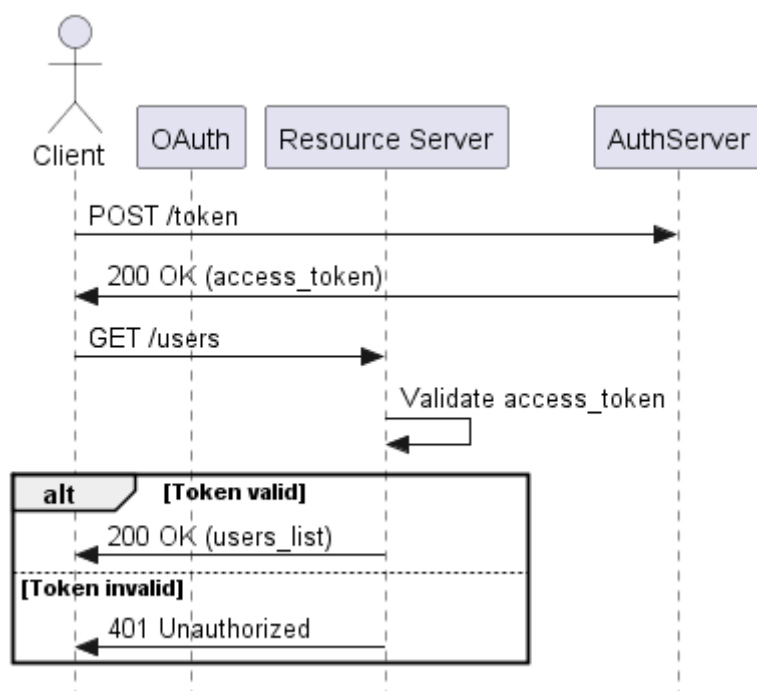 Client
OAuth
Resource Server
AuthServer
POST /token
200 OK (access_token)
GET /users
Validate access_token
alt
[Token valid]
200 OK (users_list)
[Token invalid]
401 Unauthorized